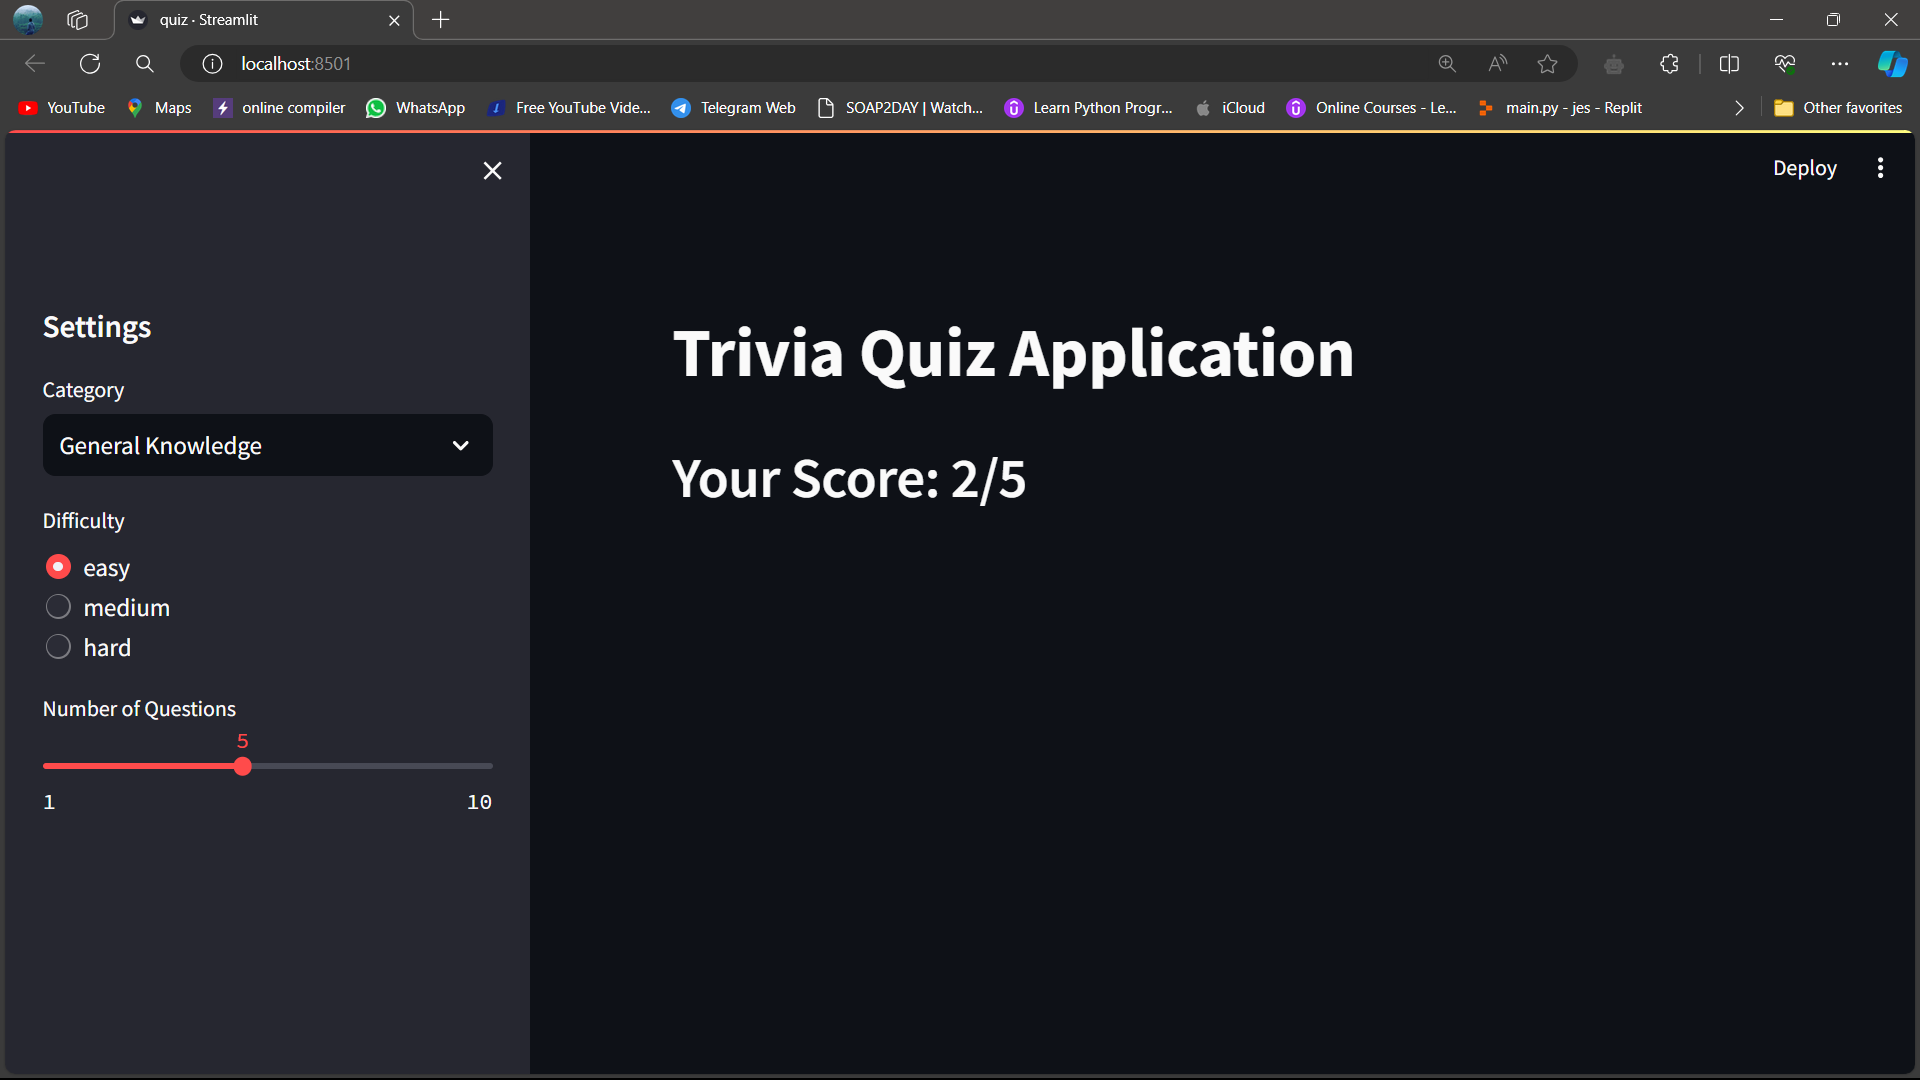 quiz · Streamlit
localhost:8501
YouTube
Maps
online compiler
WhatsApp
Free YouTube Vide...
Telegram Web
SOAP2DAY | Watch...
Learn Python Progr...
iCloud
Online Courses - Le...
main.py - jes - Replit
Other favorites
Deploy
Settings
Category
General Knowledge
Difficulty
easy
medium
hard
Number of Questions
5
1
10
Trivia Quiz Application
Your Score: 2/5